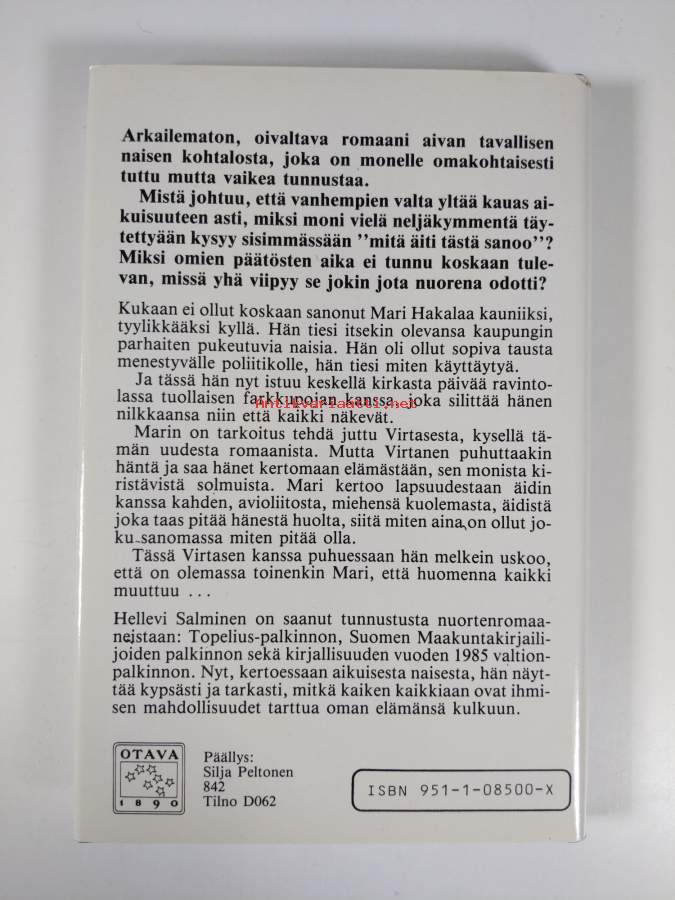 Arkailematon, oivaltava romaani aivan tavallisen
naisen kohtalosta, joka on monelle omakohtaisesti
tuttu mutta vaikea tunnustaa.
Mistä johtuu, että vanhempien valta yltää kauas ai-
kuisuuteen asti, miksi moni vielä neljäkymmentä täy-
tettyään kysyy sisimmässään ”mitä äiti tästä sanoo”?
Miksi omien päätösten aika ei tunnu koskaan tule-
van, missä yhä viipyy se jokin jota nuorena odotti?
Kukaan ei ollut koskaan sanonut Mari Hakalaa kauniiksi,
tyylikkääksi kyllä. Hän tiesi itsekin olevansa kaupungin
parhaiten pukeutuvia naisia. Hän oli ollut sopiva tausta
menestyvälle poliitikolle, hän tiesi miten käyttäytyä.
Ja tässä hän nyt istuu keskellä kirkasta päivää ravinto-
lassa tuollaisen farkkupojan kanssa, joka silittää hänen
Antikvariaatti.net
nilkkaansa niin että kaikki näkevät.
Marin on tarkoitus tehdä juttu Virtasesta, kysellä tä-
män uudesta romaanista. Mutta Virtanen puhuttaakin
häntä ja saa hänet kertomaan elämästään, sen monista ki-
ristävistä solmuista. Mari kertoo lapsuudestaan äidin
kanssa kahden, avioliitosta, miehensä kuolemasta, äidistä
joka taas pitää hänestä huolta, siitä miten aina on ollut jo-
ku sanomassa miten pitää olla.
Tässä Virtasen kanssa puhuessaan hän melkein uskoo,
että on olemassa toinenkin Mari, että huomenna kaikki
muuttuu ...
Hellevi Salminen on saanut tunnustusta nuortenromaa-
neistaan: Topelius-palkinnon, Suomen Maakuntakirjaili-
joiden palkinnon sekä kirjallisuuden vuoden 1985 valtion-
palkinnon. Nyt, kertoessaan aikuisesta naisesta, hän näyt-
tää kypsästi ja tarkasti, mitkä kaiken kaikkiaan ovat ihmi-
sen mahdollisuudet tarttua oman elämänsä kulkuun.
OTAVA
1890
Päällys:
Silja Peltonen
842
Tilno D062
ISBN 951-1-08500-X